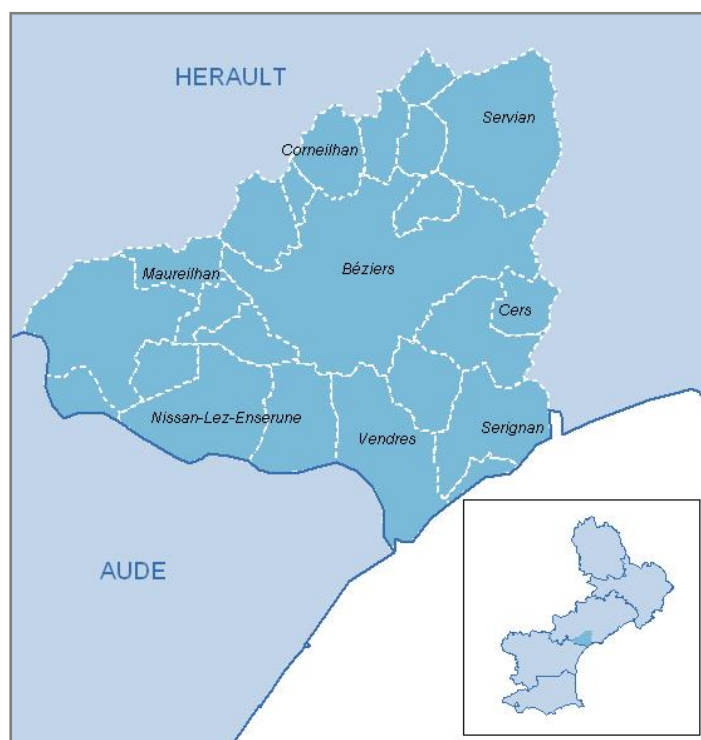 HERAULT
Servian
Corneilhan
Maureilhan
Béziers
Cers
Nissan-Lez-Enserune
Vendres
Serignan
AUDE